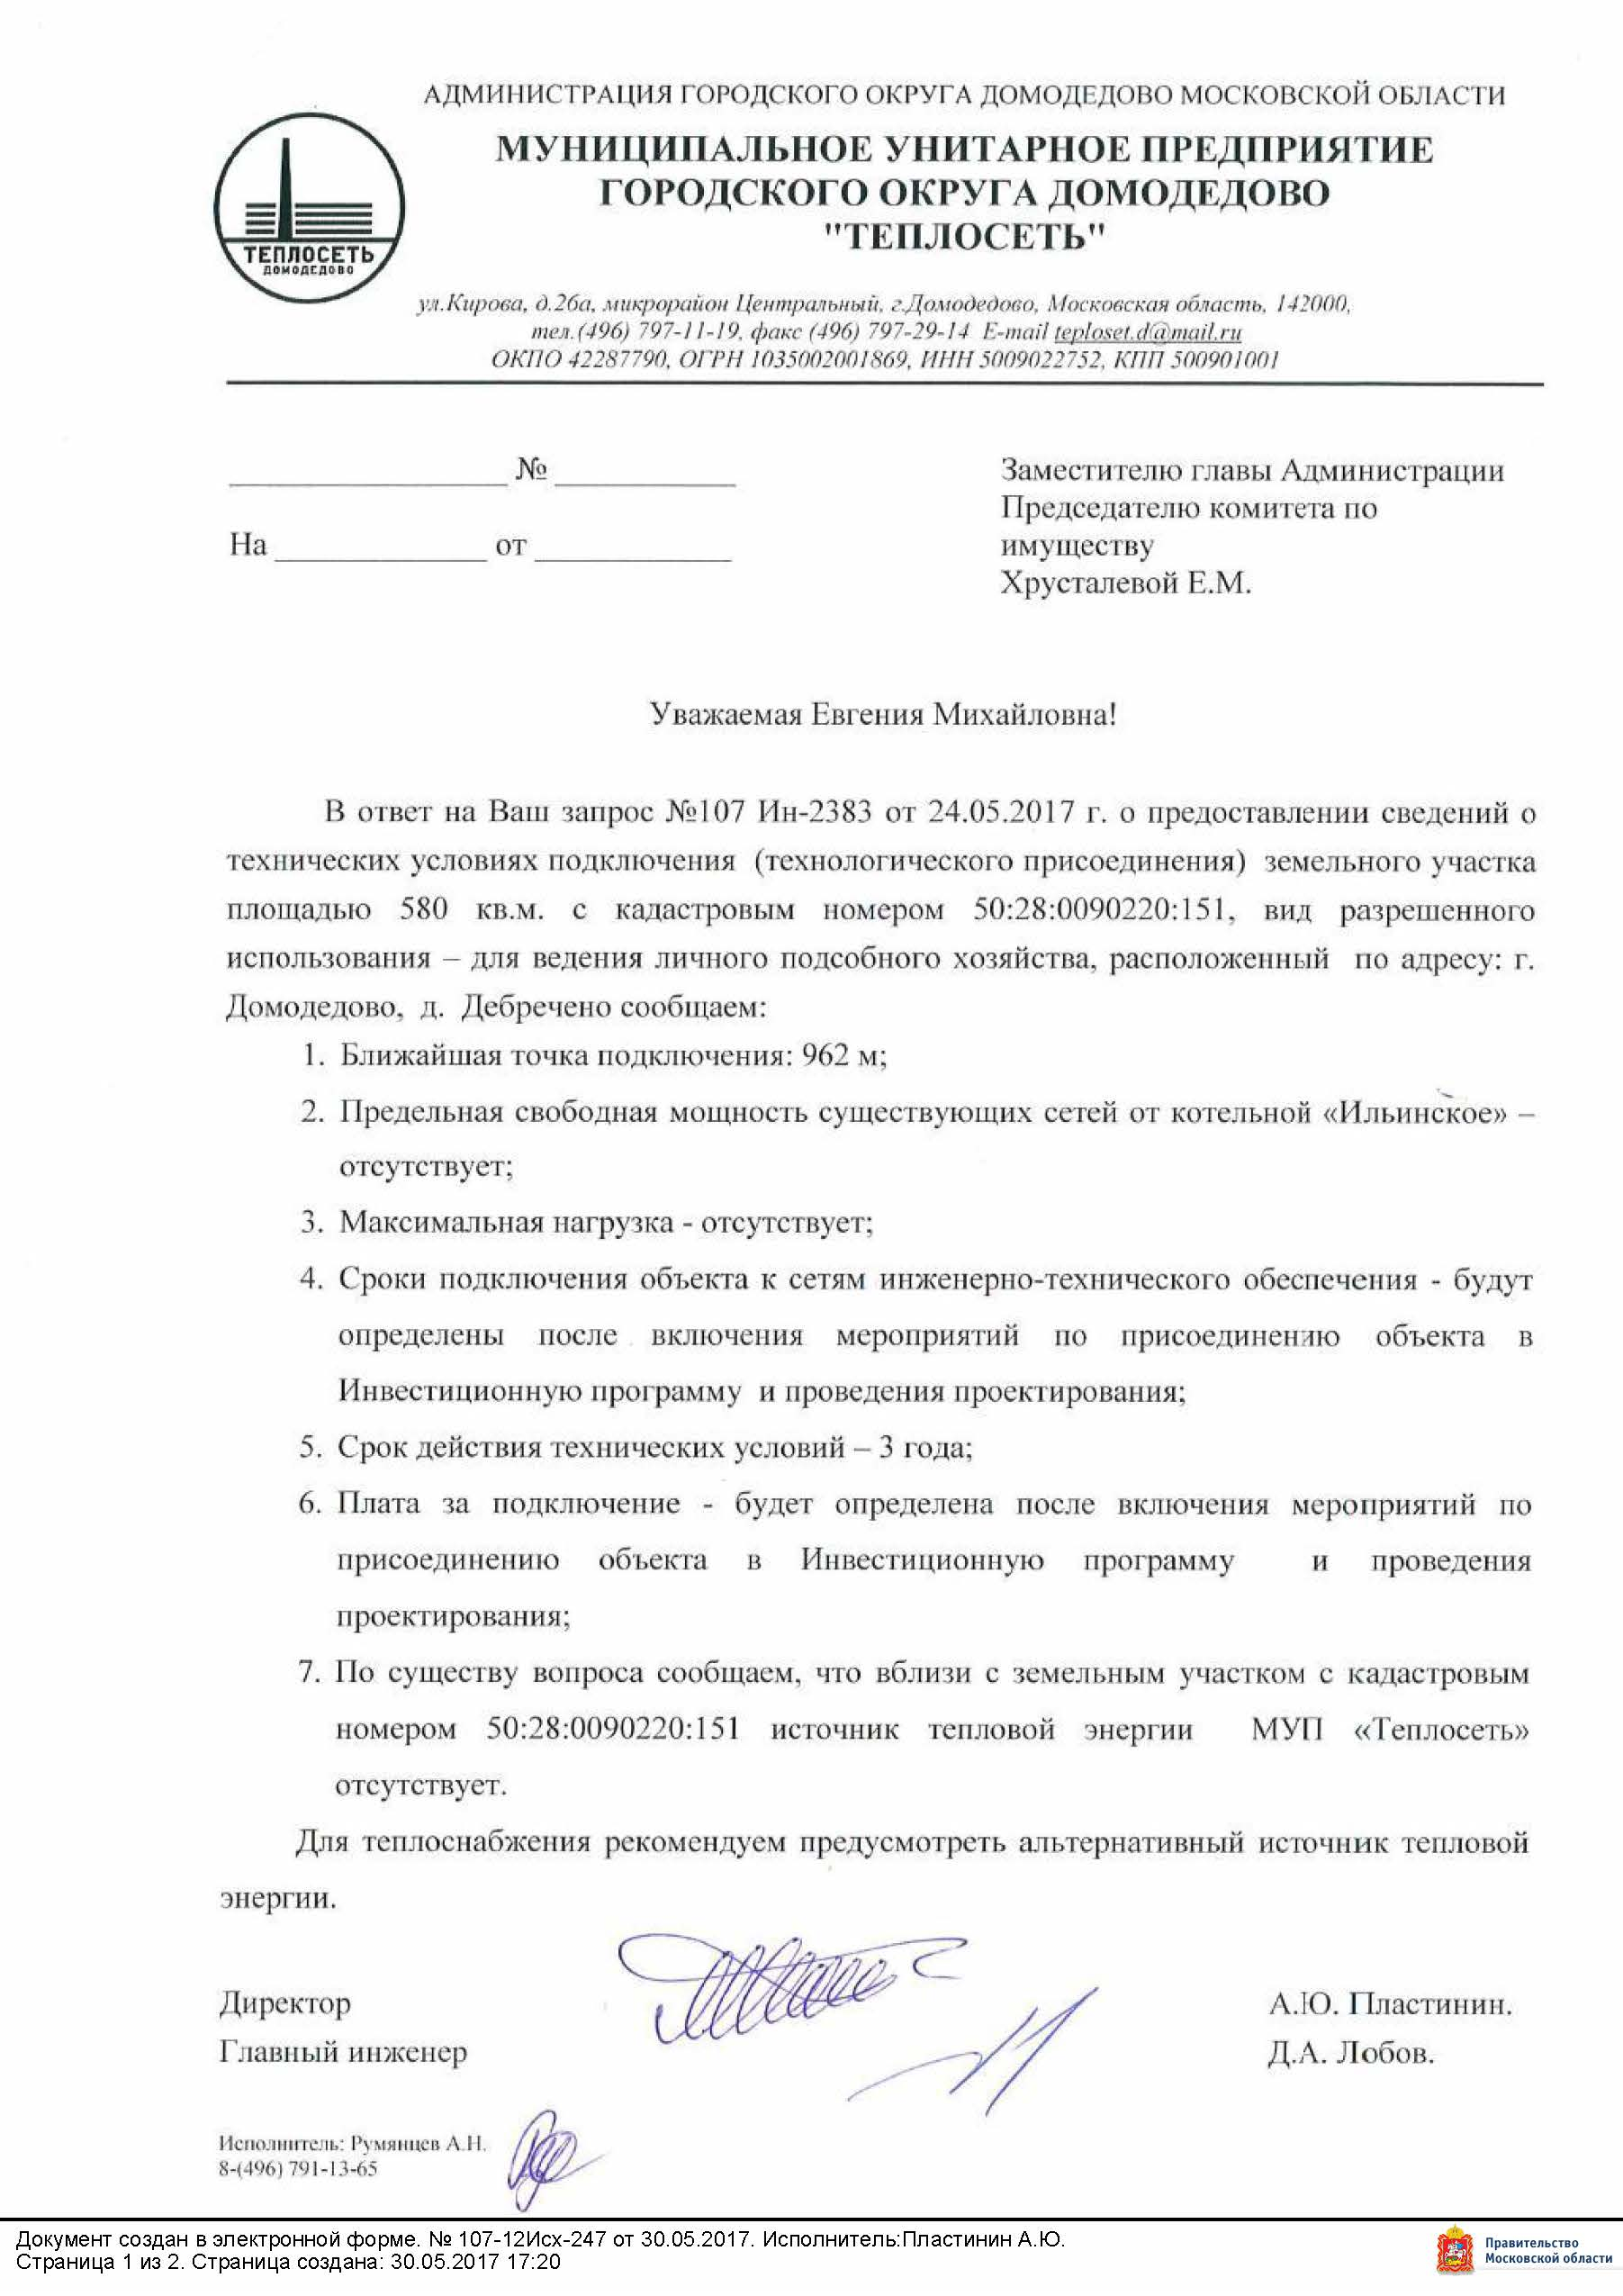 АДМИНИСТРАЦИЯ ГОРОДСКОГО ОКРУГА ДОМОДЕДОВО МОСКОВСКОЙ ОБЛАСТИ
МУНИЦИПАЛЬНОЕ УНИТАРНОЕ ПРЕДПРИЯТИЕ
ГОРОДСКОГО ОКРУГА ДОМОДЕДОВО
"ТЕПЛОСЕТЬ"
ТЕПЛОСЕТЬ
ДОМОДЕДОВО
ул.Кирова, д.26а, микрорайон Центральный, г.Домодедово, Московская область, 142000,
тел.(496) 797-11-19, факс (496) 797-29-14 E-mail teploset.d@mail.ru
ОКПО 42287790, ОГРН 1035002001869, ИНН 5009022752, КПП 500901001
_______________ № __________
На ____________ от ___________
Заместителю главы Администрации
Председателю комитета по
имуществу
Хрусталевой Е.М.
Уважаемая Евгения Михайловна!
В ответ на Ваш запрос №107 Ин-2383 от 24.05.2017 г. о предоставлении сведений о
технических условиях подключения (технологического присоединения) земельного участка
площадью 580 кв.м. с кадастровым номером 50:28:0090220:151, вид разрешенного
использования – для ведения личного подсобного хозяйства, расположенный по адресу: г.
Домодедово, д. Дебречено сообщаем:
1. Ближайшая точка подключения: 962 м;
2. Предельная свободная мощность существующих сетей от котельной «Ильинское» –
отсутствует;
3. Максимальная нагрузка - отсутствует;
4. Сроки подключения объекта к сетям инженерно-технического обеспечения - будут
определены после включения мероприятий по присоединению объекта в
Инвестиционную программу и проведения проектирования;
5. Срок действия технических условий – 3 года;
6. Плата за подключение - будет определена после включения мероприятий по
присоединению объекта в Инвестиционную программу и проведения
проектирования;
7. По существу вопроса сообщаем, что вблизи с земельным участком с кадастровым
номером 50:28:0090220:151 источник тепловой энергии МУП «Теплосеть»
отсутствует.
Для теплоснабжения рекомендуем предусмотреть альтернативный источник тепловой
энергии.
Директор А.Ю. Пластинин.
Главный инженер Д.А. Лобов.
Исполнитель: Румянцев А.Н.
8-(496) 791-13-65
Документ создан в электронной форме. № 107-12Исх-247 от 30.05.2017. Исполнитель:Пластинин А.Ю.
Страница 1 из 2. Страница создана: 30.05.2017 17:20
Правительство
Московской области